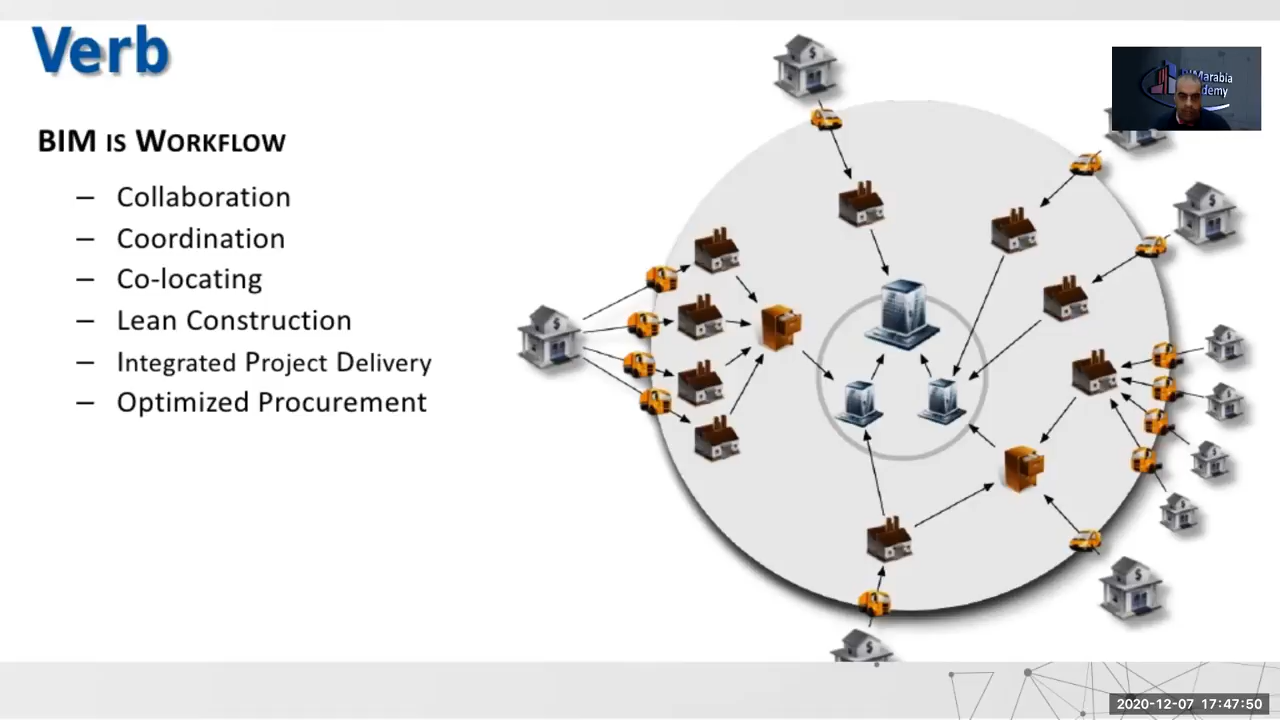 Verb
BIM IS WORKFLOW
– Collaboration
– Coordination
– Co-locating
– Lean Construction
– Integrated Project Delivery
– Optimized Procurement
$
$
$
$
$
$
$
$
$
2020-12-07 17:47:50